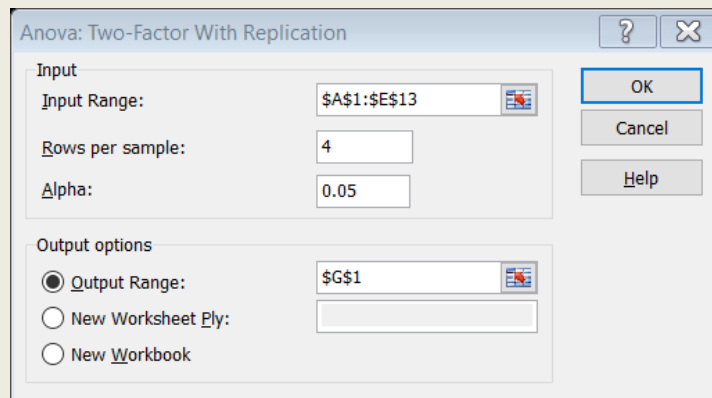 Anova: Two-Factor With Replication
?
Input
Input Range: $A$1:$E$13
OK
Rows per sample: 4
Cancel
Alpha: 0.05
Help
Output options
Output Range: $G$1
New Worksheet Ply:
New Workbook